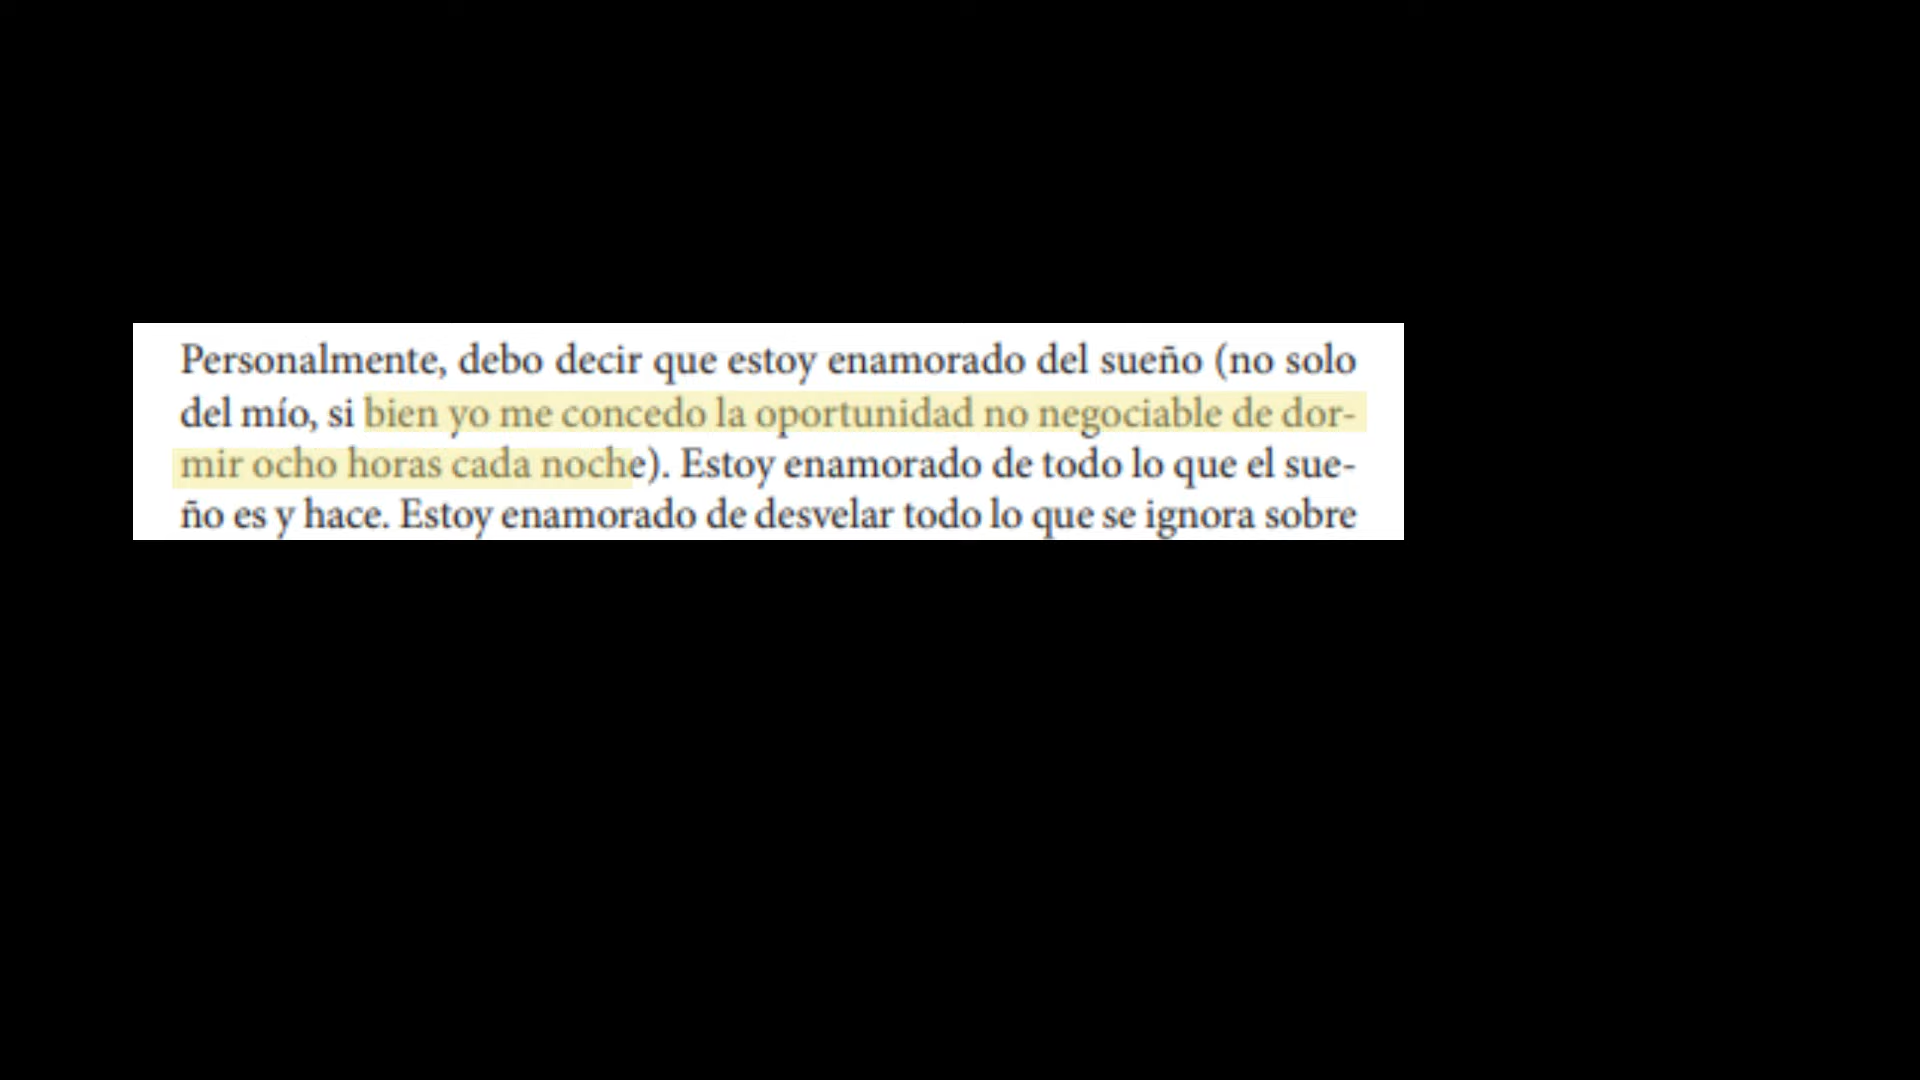 Personalmente, debo decir que estoy enamorado del sueño (no solo
del mío, si bien yo me concedo la oportunidad no negociable de dor-
mir ocho horas cada noche). Estoy enamorado de todo lo que el sue-
ño es y hace. Estoy enamorado de desvelar todo lo que se ignora sobre